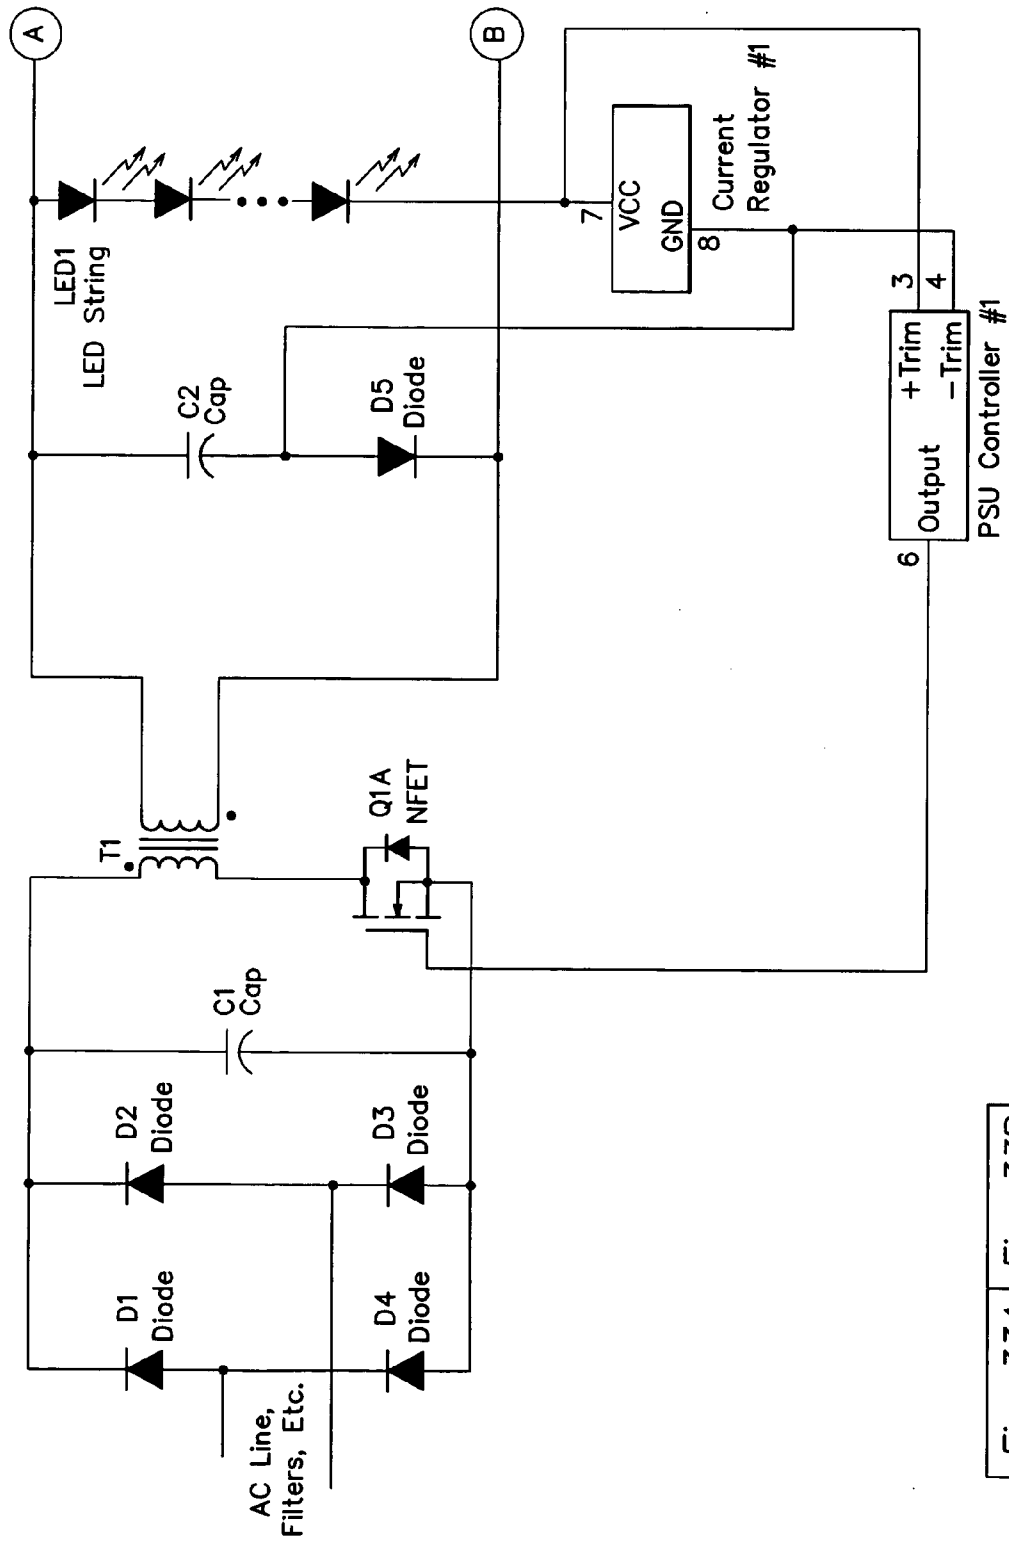 A
B
LED1
LED String
C2
Cap
D5
Diode
7
VCC
GND
8
Current
Regulator #1
3
4
+Trim
-Trim
Output
6
PSU Controller #1
T1
Q1A
NFET
C1
Cap
D2
Diode
D3
Diode
D1
Diode
D4
Diode
AC Line,
Filters, Etc.